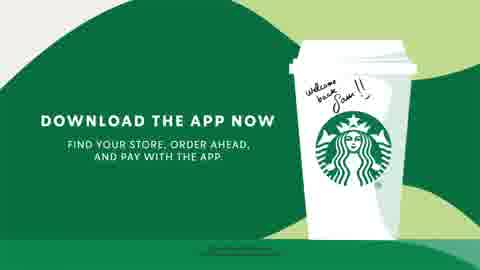 DOWNLOAD THE APP NOW
FIND YOUR STORE, ORDER AHEAD,
AND PAY WITH THE APP.
welcome
back
Sam!!
®